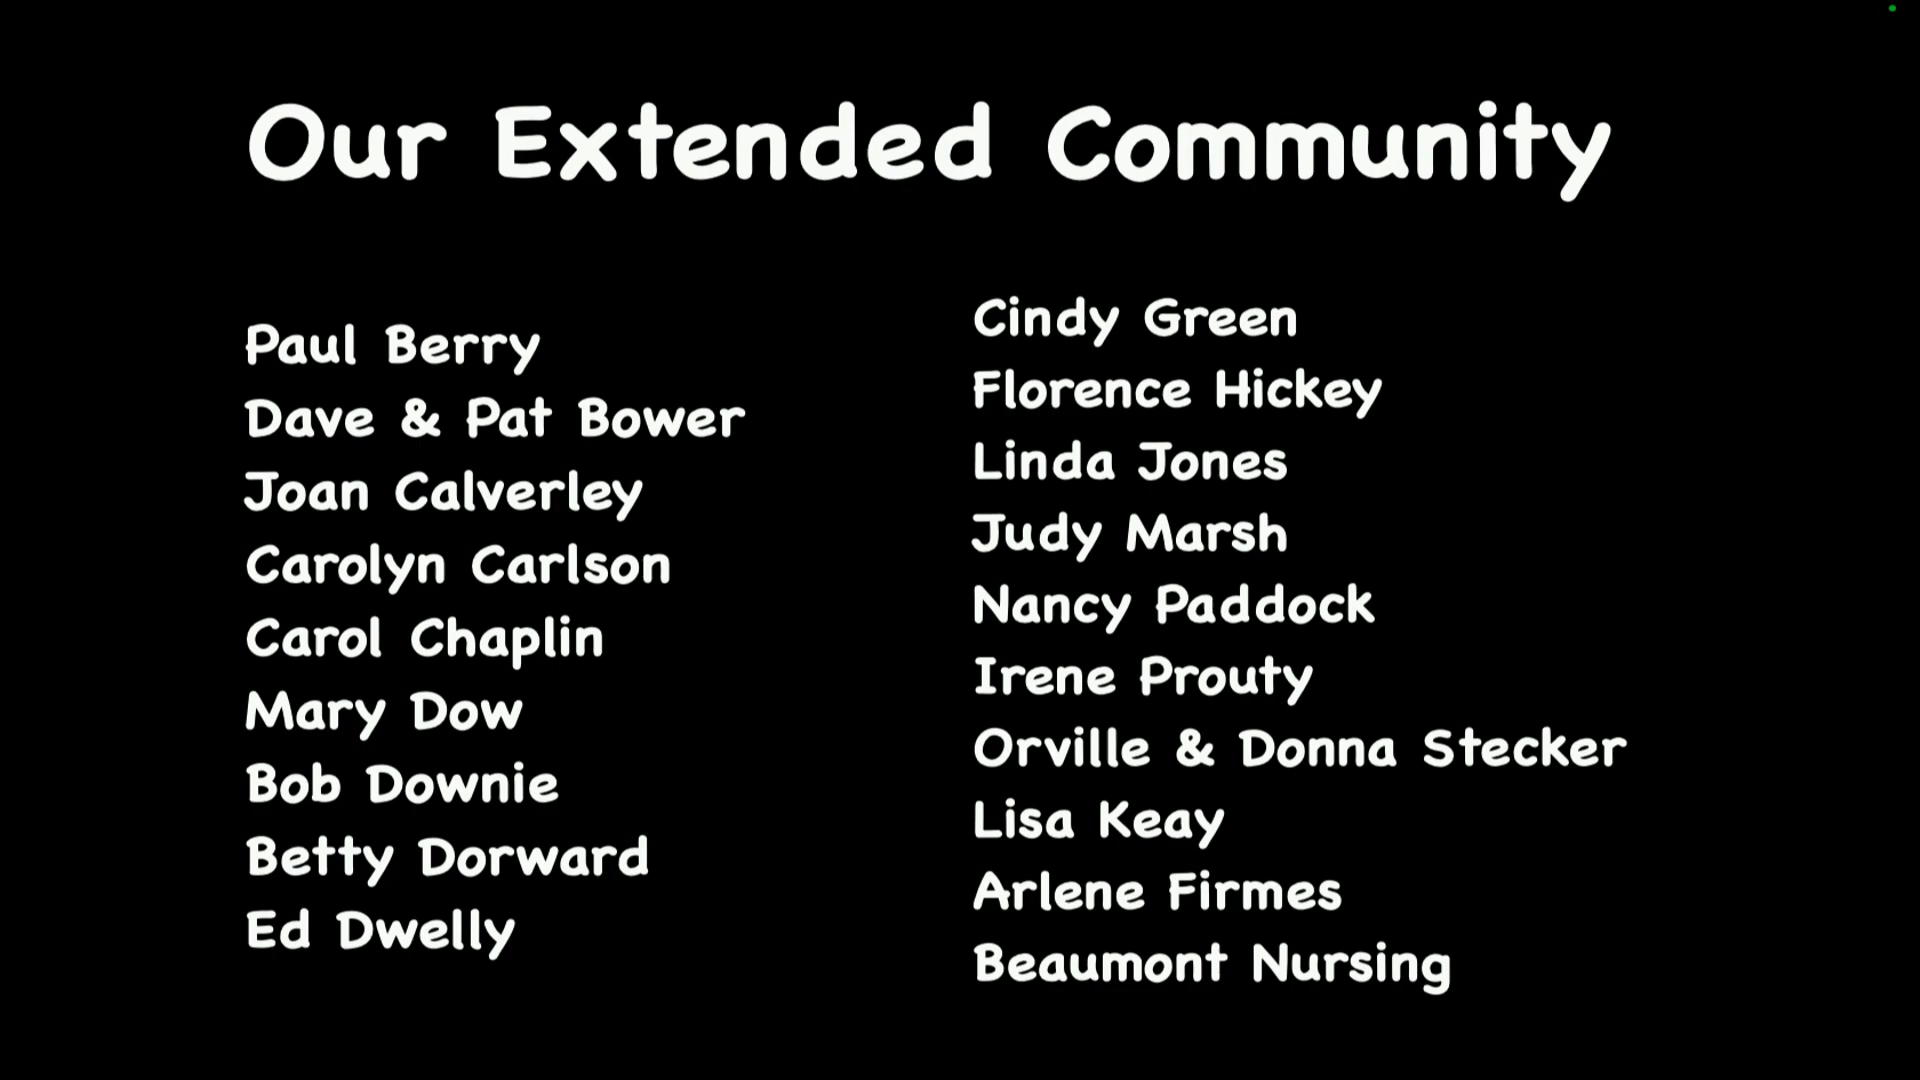 Our Extended Community
Paul Berry
Dave & Pat Bower
Joan Calverley
Carolyn Carlson
Carol Chaplin
Mary Dow
Bob Downie
Betty Dorward
Ed Dwelly
Cindy Green
Florence Hickey
Linda Jones
Judy Marsh
Nancy Paddock
Irene Prouty
Orville & Donna Stecker
Lisa Keay
Arlene Firmes
Beaumont Nursing